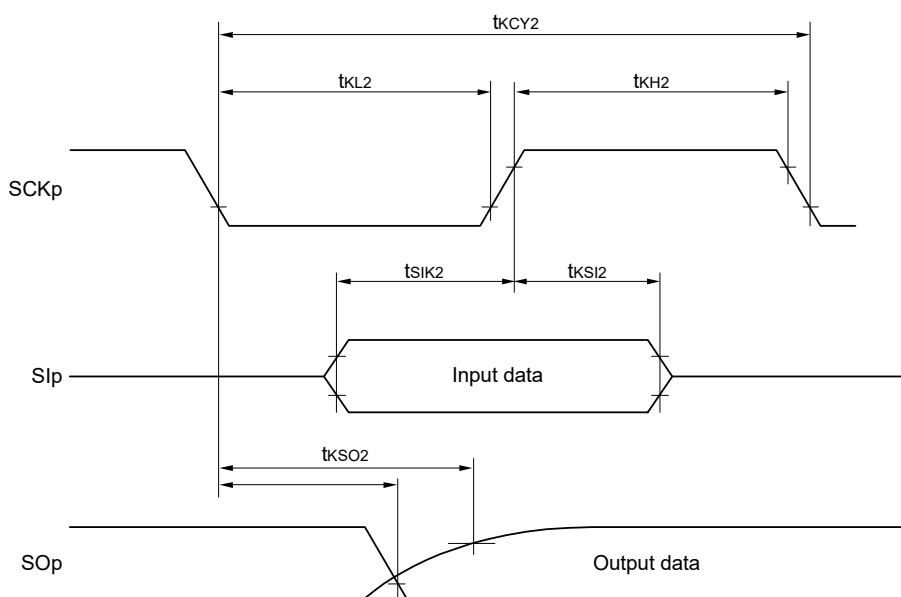 tKCY2
tKL2
tKH2
SCKp
tSIK2
tKSI2
SIp
Input data
tKSO2
SOp
Output data